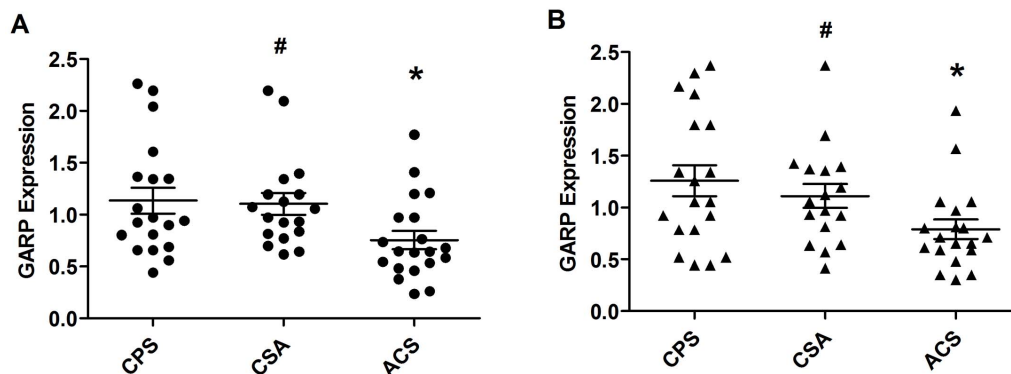 A
#
*
GARP Expression
2.5
2.0
1.5
1.0
0.5
0.0
CPS
CSA
ACS
B
#
*
GARP Expression
2.5
2.0
1.5
1.0
0.5
0.0
CPS
CSA
ACS